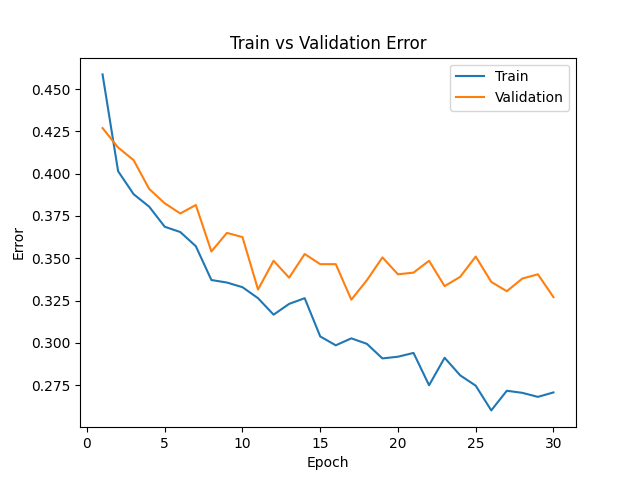 Train vs Validation Error
Train
Validation
Error
0.450
0.425
0.400
0.375
0.350
0.325
0.300
0.275
0 5 10 15 20 25 30
Epoch